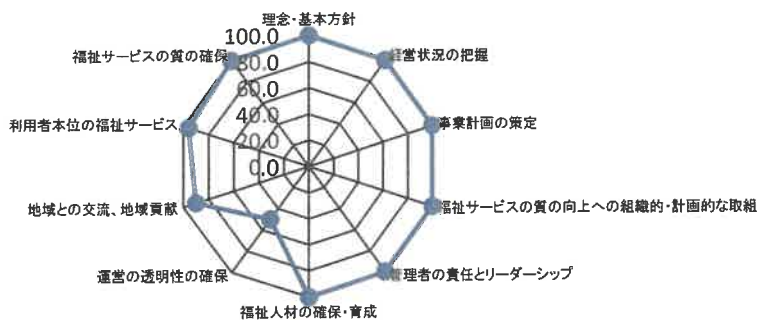 理念・基本方針
経営状況の把握
事業計画の策定
福祉サービスの質の向上への組織的・計画的な取組
管理者の責任とリーダーシップ
福祉人材の確保・育成
運営の透明性の確保
地域との交流、地域貢献
利用者本位の福祉サービス
福祉サービスの質の確保
100.0
80.0
60.0
40.0
20.0
0.0